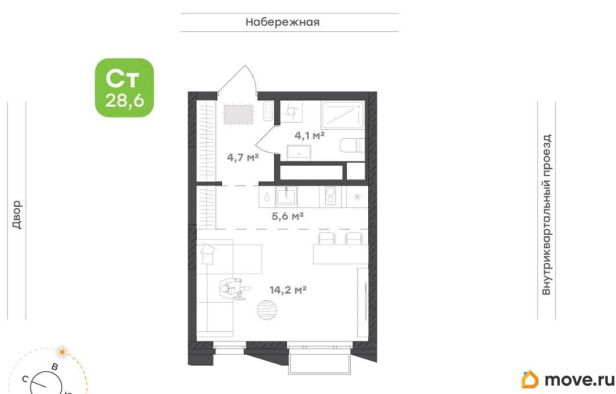 Набережная
Ст
28,6
4,1 м²
4,7 м²
Двор
5,6 м²
Внутриквартальный проезд
14,2 м²
В
С
move.ru